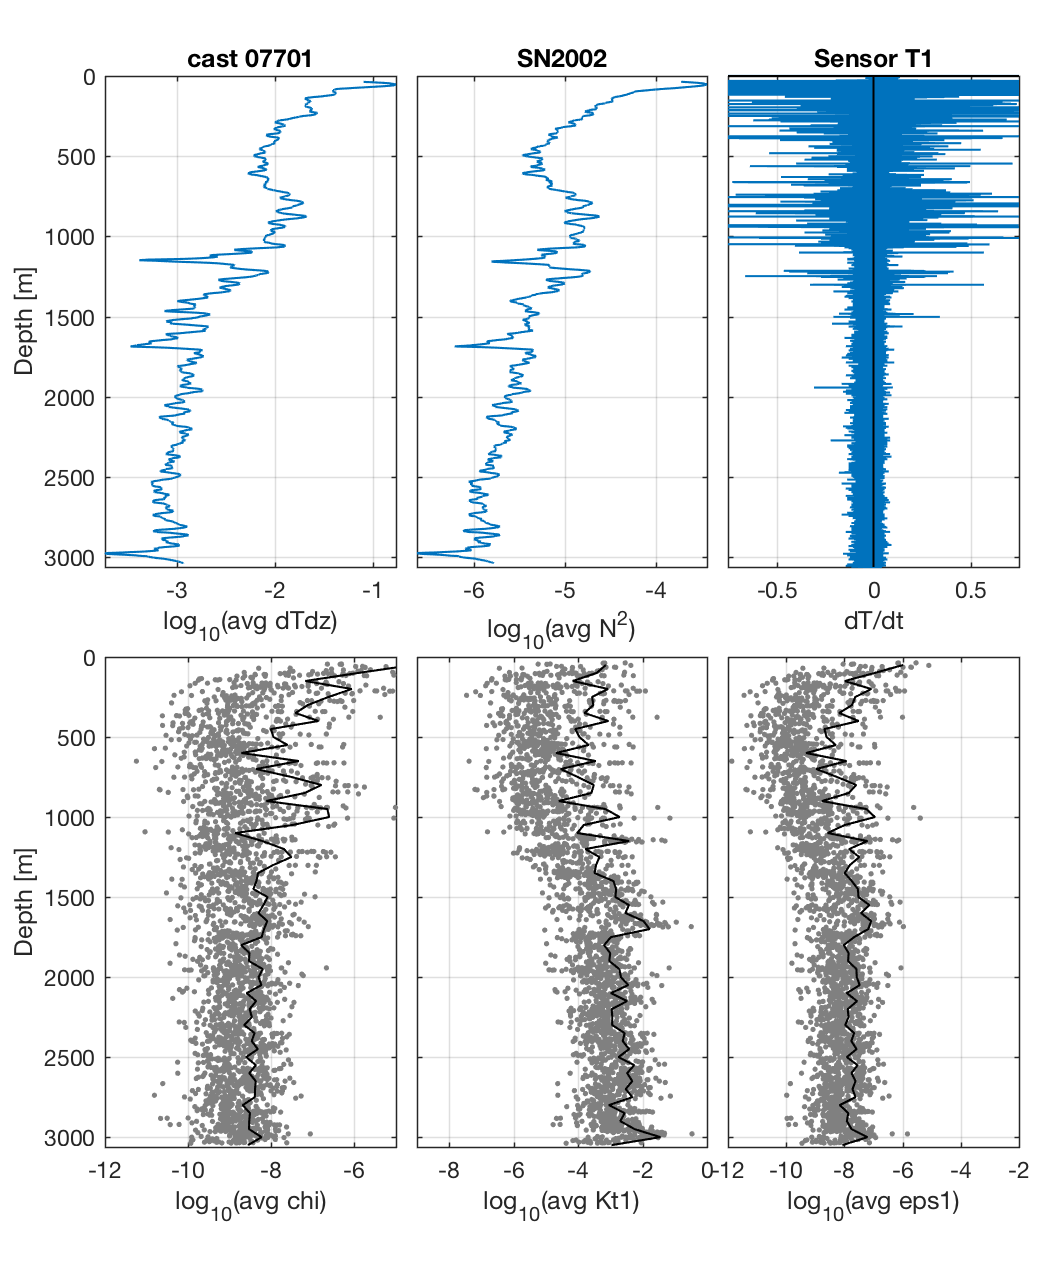 cast 07701 SN2002 Sensor T1
0
500
1000
1500
2000
2500
3000
Depth [m]
-3 -2 -1 -6 -5 -4 -0.5 0 0.5
log10(avg dTdz) log10(avg N2) dT/dt
0
500
1000
1500
2000
2500
3000
Depth [m]
-12 -10 -8 -6 -8 -6 -4 -2 0 -12 -10 -8 -6 -4 -2
log10(avg chi) log10(avg Kt1) log10(avg eps1)